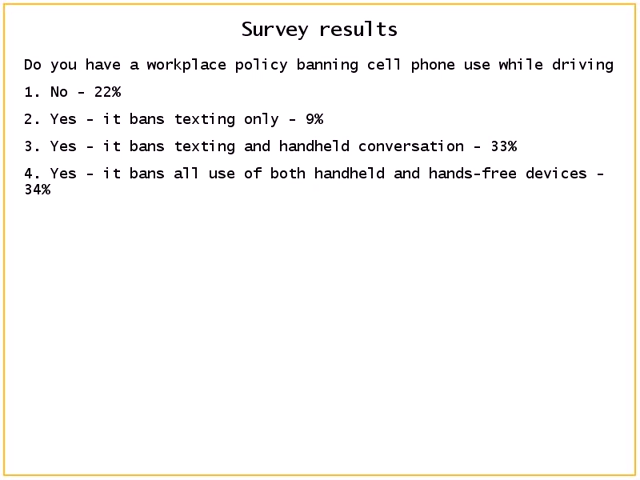 Survey results
Do you have a workplace policy banning cell phone use while driving
1. No - 22%
2. Yes - it bans texting only - 9%
3. Yes - it bans texting and handheld conversation - 33%
4. Yes - it bans all use of both handheld and hands-free devices -
34%